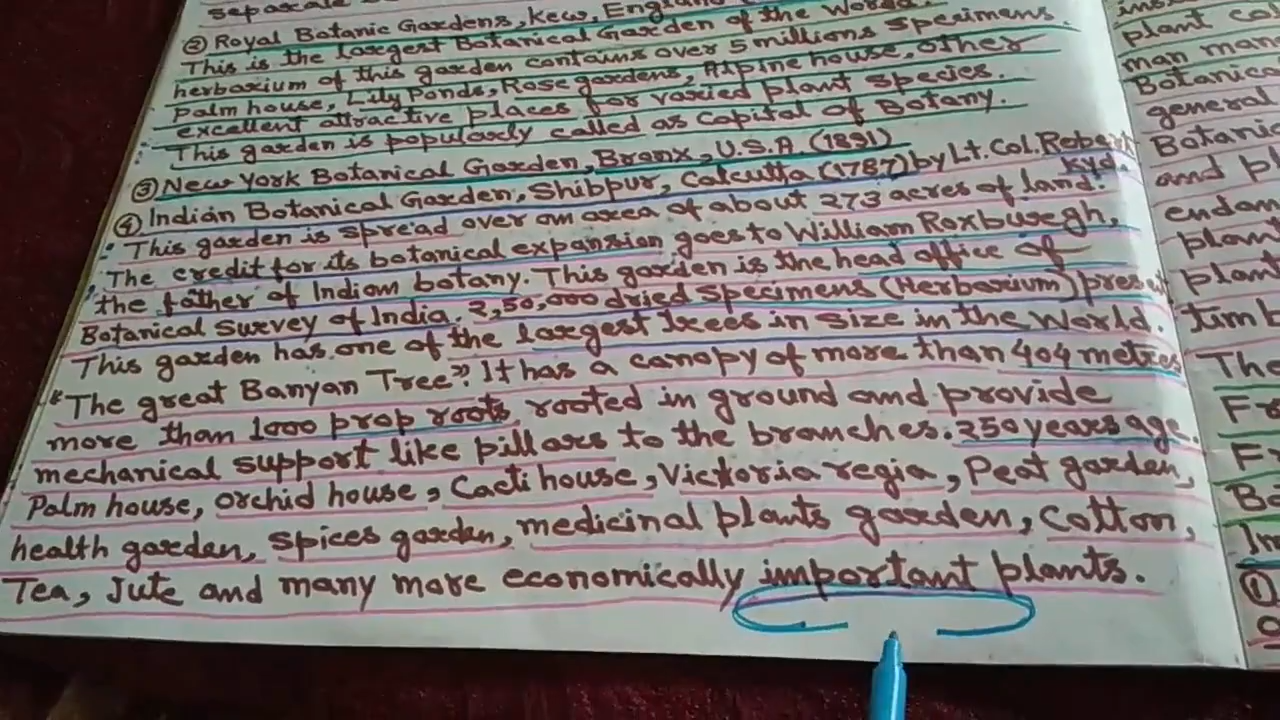 separate
② Royal Botanic Gardens, Kew, England
This is the largest Botanical Garden of the World.
herbarium of this garden contains over 5 millions specimens.
palm house, Lily Ponds, Rose gardens, Alpine house, other
excellent attractive places for varied plant species.
This garden is popularly called as Capital of Botany.
③ New York Botanical Garden, Bronx, U.S.A (1891)
④ Indian Botanical Garden, Shibpur, Calcutta (1787) by Lt. Col. Robert Kyd.
This garden is spread over an area of about 273 acres of land.
The credit for its botanical expansion goes to William Roxburgh,
the father of Indian botany. This garden is the head office of
Botanical Survey of India. 2,50,000 dried specimens (Herbarium) present
This garden has one of the largest trees in size in the World.
"The great Banyan Tree". It has a canopy of more than 404 metres
more than 1000 prop roots rooted in ground and provide
mechanical support like pillars to the branches. 250 years age.
Palm house, orchid house, Cacti house, Victoria regia, Peat garden,
health garden, spices garden, medicinal plants garden, Cotton,
Tea, Jute and many more economically important plants.
plant
man
general
and
The
①